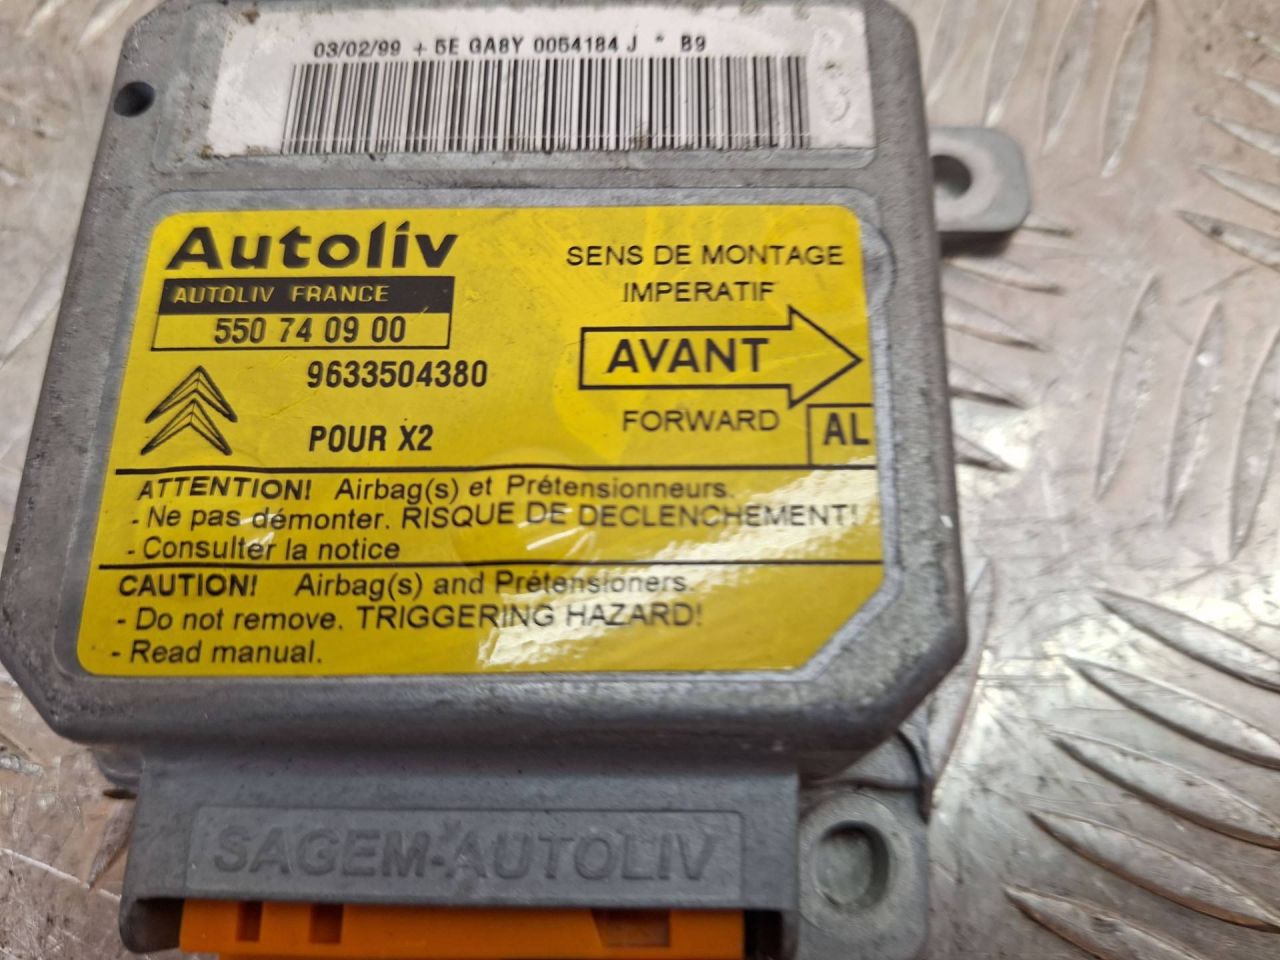 03/02/99 + 5E GA8Y 0054184 J * B9
Autoliv
AUTOLIV FRANCE
550 74 09 00
9633504380
POUR X2
SENS DE MONTAGE
IMPERATIF
AVANT
FORWARD
AL
ATTENTION! Airbag(s) et Prétensionneurs.
- Ne pas démonter. RISQUE DE DECLENCHEMENT!
- Consulter la notice
CAUTION! Airbag(s) and Prétensioners.
- Do not remove. TRIGGERING HAZARD!
- Read manual.
SAGEM-AUTOLIV